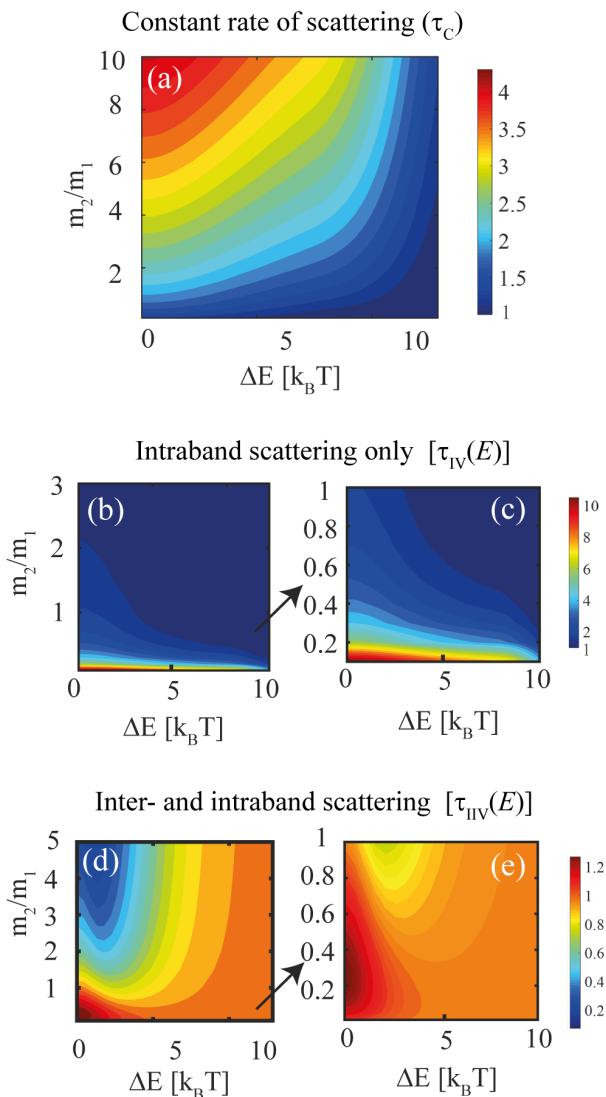 Constant rate of scattering (τC)
(a)
10
8
6
4
2
m2/m1
0 5 10
ΔE [kBT]
4
3.5
3
2.5
2
1.5
1
Intraband scattering only [τIV(E)]
(b)
3
2
1
m2/m1
0 5 10
ΔE [kBT]
(c)
1
0.8
0.6
0.4
0.2
0 5 10
ΔE [kBT]
10
8
6
4
2
1
Inter- and intraband scattering [τIIV(E)]
(d)
5
4
3
2
1
0
m2/m1
0 5 10
ΔE [kBT]
(e)
1
0.8
0.6
0.4
0.2
0
0 5 10
ΔE [kBT]
1.2
1
0.8
0.6
0.4
0.2